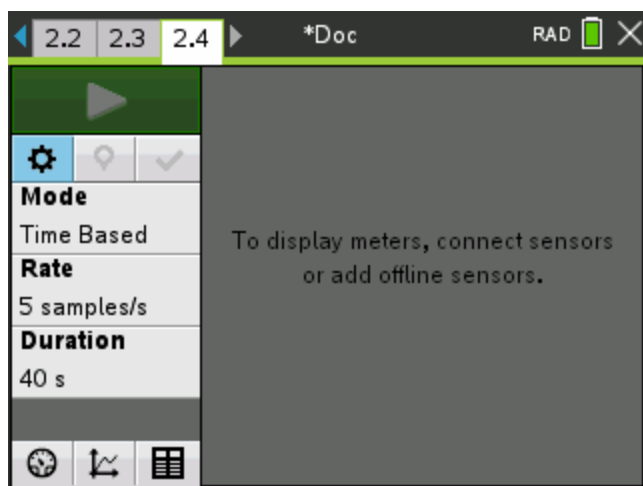 2.2 2.3 2.4 *Doc RAD
Mode
Time Based
Rate
5 samples/s
Duration
40 s
To display meters, connect sensors
or add offline sensors.